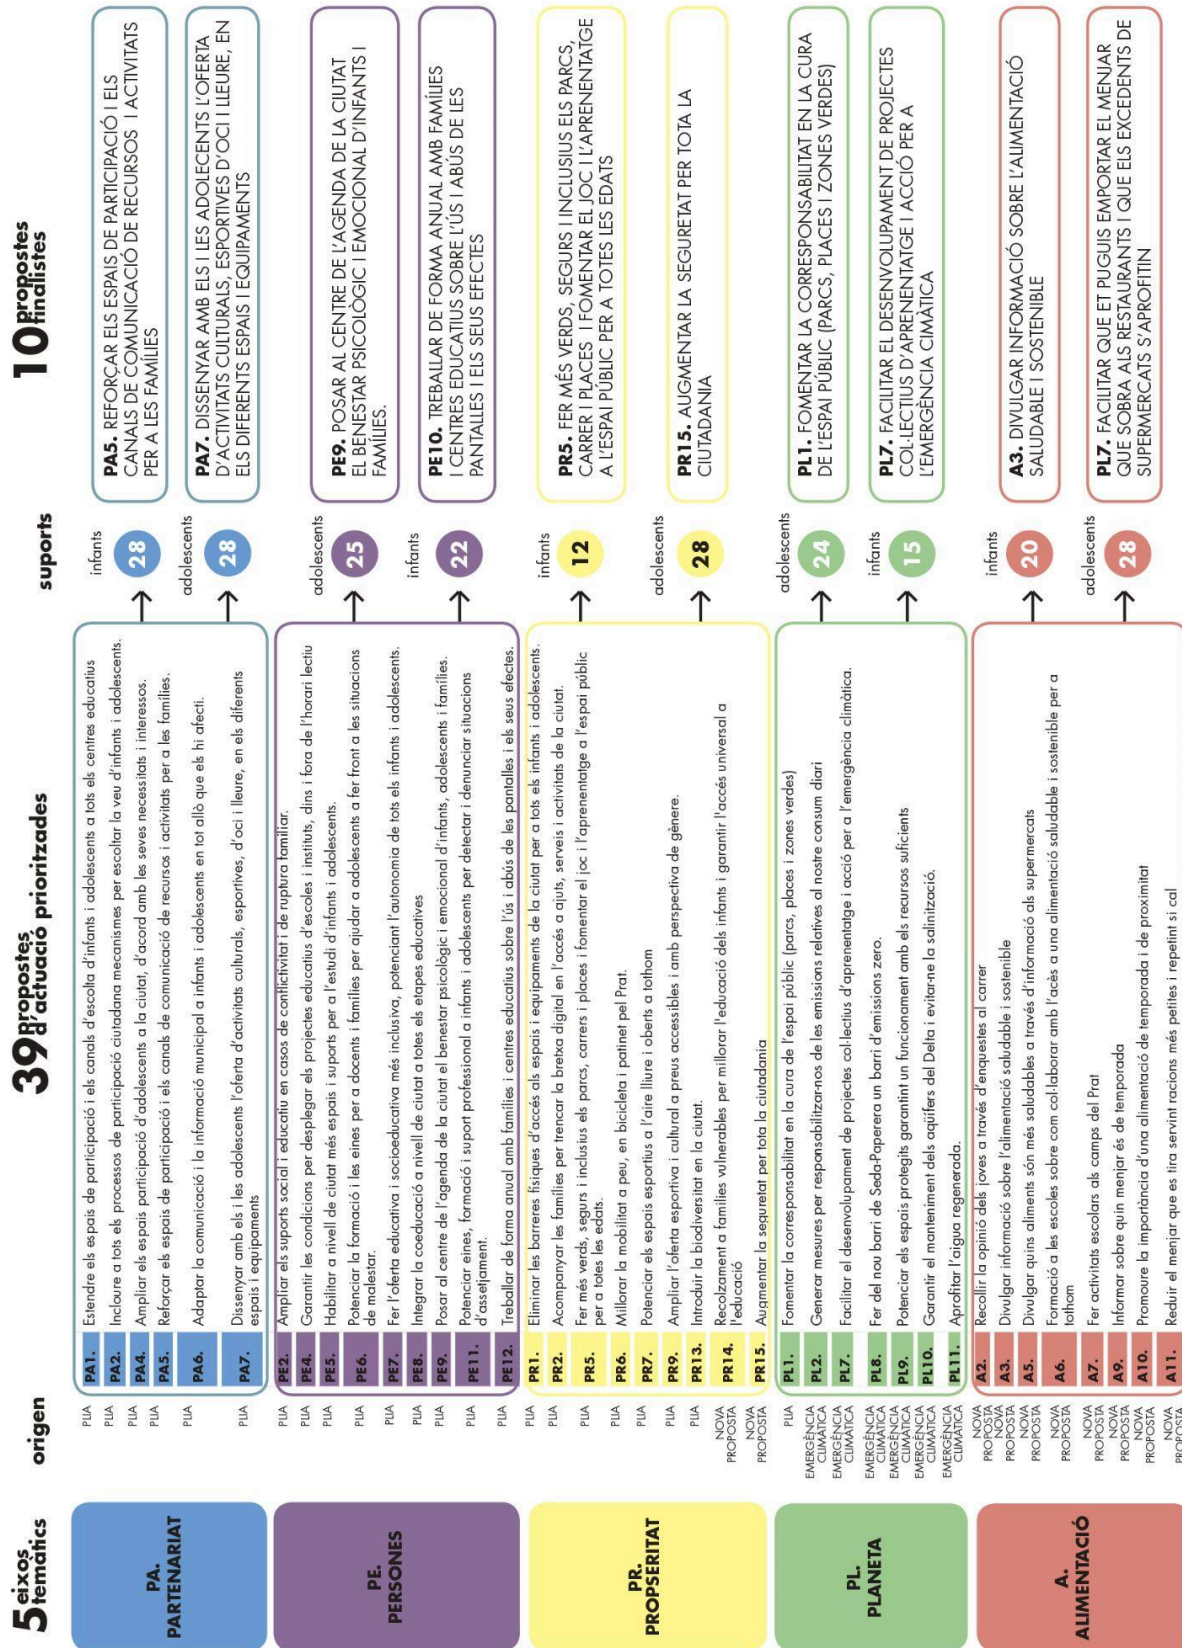 5 eixos temàtics
origen
39 propostes d'actuació prioritzades
suports
10 propostes finalistes
PA.
PARTENARIAT
PIJA
PA1. Estendre els espais de participació i els canals d'escolta d'infants i adolescents a tots els centres educatius
PIJA
PA2. Incloure a tots els processos de participació ciutadana mecanismes per escoltar la veu d'infants i adolescents.
PIJA
PA4. Ampliar els espais participació d'adolescents a la ciutat, d'acord amb les seves necessitats i interessos.
PIJA
PA5. Reforçar els espais de participació i els canals de comunicació de recursos i activitats per a les famílies.
PIJA
PA6. Adaptar la comunicació i la informació municipal a infants i adolescents en tot allò que els hi afecti.
PIJA
PA7. Dissenyar amb els i les adolescents l'oferta d'activitats culturals, esportives, d'oci i lleure, en els diferents
espais i equipaments
infants
28
PA5. REFORÇAR ELS ESPAIS DE PARTICIPACIÓ I ELS
CANALS DE COMUNICACIÓ DE RECURSOS I ACTIVITATS
PER A LES FAMÍLIES
adolescents
28
PA7. DISSENYAR AMB ELS I LES ADOLECENTS L'OFERTA
D'ACTIVITATS CULTURALS, ESPORTIVES D'OCI I LLEURE, EN
ELS DIFERENTS ESPAIS I EQUIPAMENTS
PE.
PERSONES
PIJA
PE2. Ampliar els suports social i educatiu en casos de conflictivitat i de ruptura familiar.
PIJA
PE4. Garantir les condicions per desplegar els projectes educatius d'escoles i instituts, dins i fora de l'horari lectiu
PIJA
PE5. Habilitar a nivell de ciutat més espais i suports per a l'estudi d'infants i adolescents.
PIJA
PE6. Potenciar la formació i les eines per a docents i famílies per ajudar a adolescents a fer front a les situacions
de malestar.
PIJA
PE7. Fer l'oferta educativa i socioeducativa més inclusiva, potenciant l'autonomia de tots els infants i adolescents.
PIJA
PE8. Integrar la coeducació a nivell de ciutat a totes els etapes educatives
PIJA
PE9. Posar al centre de l'agenda de la ciutat el benestar psicologic i emocional d'infants, adolescents i famílies.
PIJA
PE11. Potenciar eines, formació i suport professional a infants i adolescents per detectar i denunciar situacions
d'assetjament.
PIJA
PE12. Treballar de forma anual amb famílies i centres educatius sobre l'ús i abús de les pantalles i els seus efectes.
adolescents
25
PE9. POSAR AL CENTRE DE L'AGENDA DE LA CIUTAT
EL BENESTAR PSICOLÒGIC I EMOCIONAL D'INFANTS I
FAMÍLIES.
infants
22
PE10. TREBALLAR DE FORMA ANUAL AMB FAMÍLIES
I CENTRES EDUCATIUS SOBRE L'ÚS I ABÚS DE LES
PANTALLES I ELS SEUS EFECTES
PR.
PROPSERITAT
PIJA
PR1. Eliminar les barreres físiques d'accés als espais i equipaments de la ciutat per a tots els infants i adolescents.
PIJA
PR2. Acompanyar les famílies per trencar la bretxa digital en l'accés a ajuts, serveis i activitats de la ciutat.
PIJA
PR5. Fer més verds, segurs i inclusius els parcs, carrers i places i fomentar el joc i l'aprenentatge a l'espai públic
per a totes les edats.
PIJA
PR6. Millorar la mobilitat a peu, en bicicleta i patinet pel Prat.
PIJA
PR7. Potenciar els espais esportius a l'aire lliure i oberts a tothom
PIJA
PR9. Ampliar l'oferta esportiva i cultural a preus accessibles i amb perspectiva de gènere.
PIJA
PR13. Introduir la biodiversitat en la ciutat.
NOVA
PROPOSTA
PR14. Recolzament a famílies vulnerables per millorar l'educació dels infants i garantir l'accés universal a
l'educació
NOVA
PROPOSTA
PR15. Augmentar la seguretat per tota la ciutadania
infants
12
PR5. FER MÉS VERDS, SEGURS I INCLUSIUS ELS PARCS,
CARRER I PLACES I FOMENTAR EL JOC I L'APRENENTATGE
A L'ESPAI PÚBLIC PER A TOTES LES EDATS
adolescents
28
PR15. AUGMENTAR LA SEGURETAT PER TOTA LA
CIUTADANIA
PL.
PLANETA
PIJA
PL1. Fomentar la corresponsabilitat en la cura de l'espai públic (parcs, places i zones verdes)
EMERGÈNCIA
CLIMÀTICA
PL2. Generar mesures per responsabilitzar-nos de les emissions relatives al nostre consum diari
EMERGÈNCIA
CLIMÀTICA
PL7. Facilitar el desenvolupament de projectes col·lectius d'aprenentatge i acció per a l'emergència climàtica.
EMERGÈNCIA
CLIMÀTICA
PL8. Fer del nou barri de Seda-Paperera un barri d'emissions zero.
EMERGÈNCIA
CLIMÀTICA
PL9. Potenciar els espais protegits garantint un funcionament amb els recursos suficients
EMERGÈNCIA
CLIMÀTICA
PL10. Garantir el manteniment dels aqüífers del Delta i evitar-ne la salinització.
EMERGÈNCIA
CLIMÀTICA
PL11. Aprofitar l'aigua regenerada.
adolescents
24
PL1. FOMENTAR LA CORRESPONSABILITAT EN LA CURA
DE L'ESPAI PÚBLIC (PARCS, PLACES I ZONES VERDES)
infants
15
PL7. FACILITAR EL DESENVOLUPAMENT DE PROJECTES
COL·LECTIUS D'APRENENTATGE I ACCIÓ PER A
L'EMERGÈNCIA CIMÀTICA
A.
ALIMENTACIÓ
NOVA
PROPOSTA
A2. Recollir la opinió dels joves a través d'enquestes al carrer
NOVA
PROPOSTA
A3. Divulgar informació sobre l'alimentació saludable i sostenible
NOVA
PROPOSTA
A5. Divulgar quins aliments són més saludables a través d'informació als supermercats
NOVA
PROPOSTA
A6. Formació a les escoles sobre com col·laborar amb l'acès a una alimentació saludable i sostenible per a
tothom
NOVA
PROPOSTA
A7. Fer activitats escolars als camps del Prat
NOVA
PROPOSTA
A9. Informar sobre quin menjar és de temporada
NOVA
PROPOSTA
A10. Promoure la importància d'una alimentació de temporada i de proximitat
NOVA
PROPOSTA
A11. Reduir el menjar que es tira servint racions més petites i repetint si cal
infants
20
A3. DIVULGAR INFORMACIÓ SOBRE L'ALIMENTACIÓ
SALUDABLE I SOSTENIBLE
adolescents
28
PL7. FACILITAR QUE ET PUGUIS EMPORTAR EL MENJAR
QUE SOBRA ALS RESTAURANTS I QUE ELS EXCEDENTS DE
SUPERMERCATS S'APROFITIN